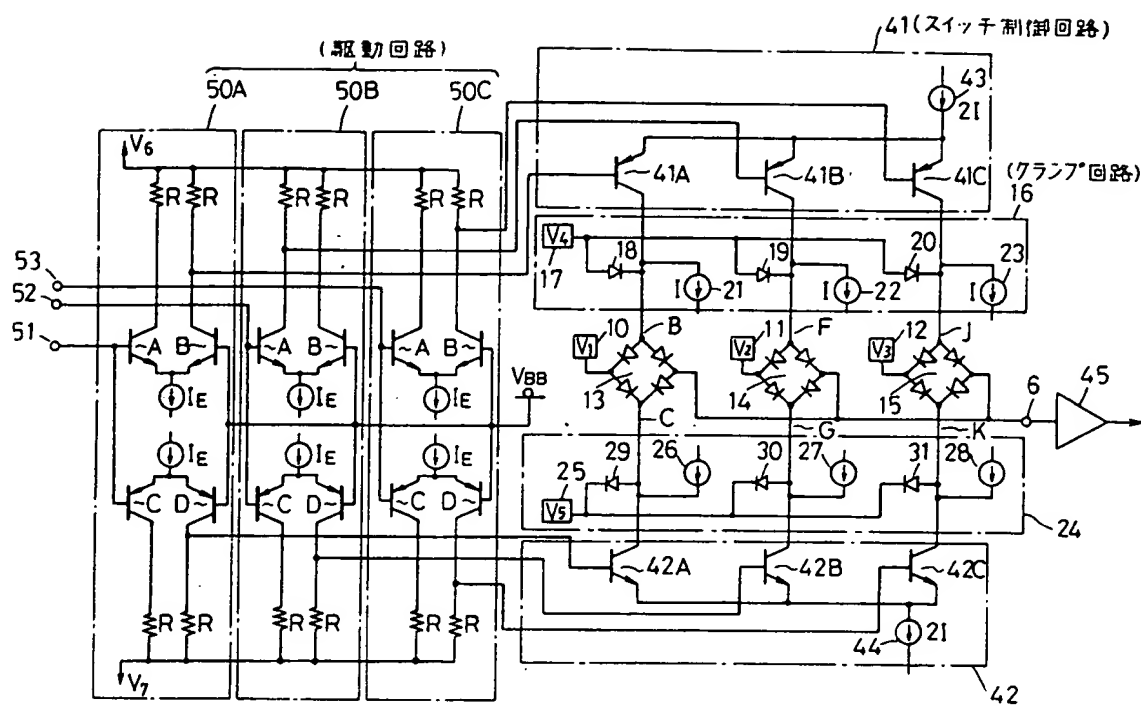 41(スイッチ制御回路)
(駆動回路)
50A 50B 50C
43
2I
V6
R R R R R R
41A 41B 41C
(クランプ回路)
16
V4
17
18 19 20
23
I 21 I 22 I
53
52
51
A B A B A B
IE IE IE
VBB
10 B 11 F 12 J
V1 V2 V3
13 14 15
6
45
C G K
IE IE IE
29 26 30 27 31 28
25
V5
C D C D C D
24
42A 42B 42C
R R R R R R
44 2I
V7
42